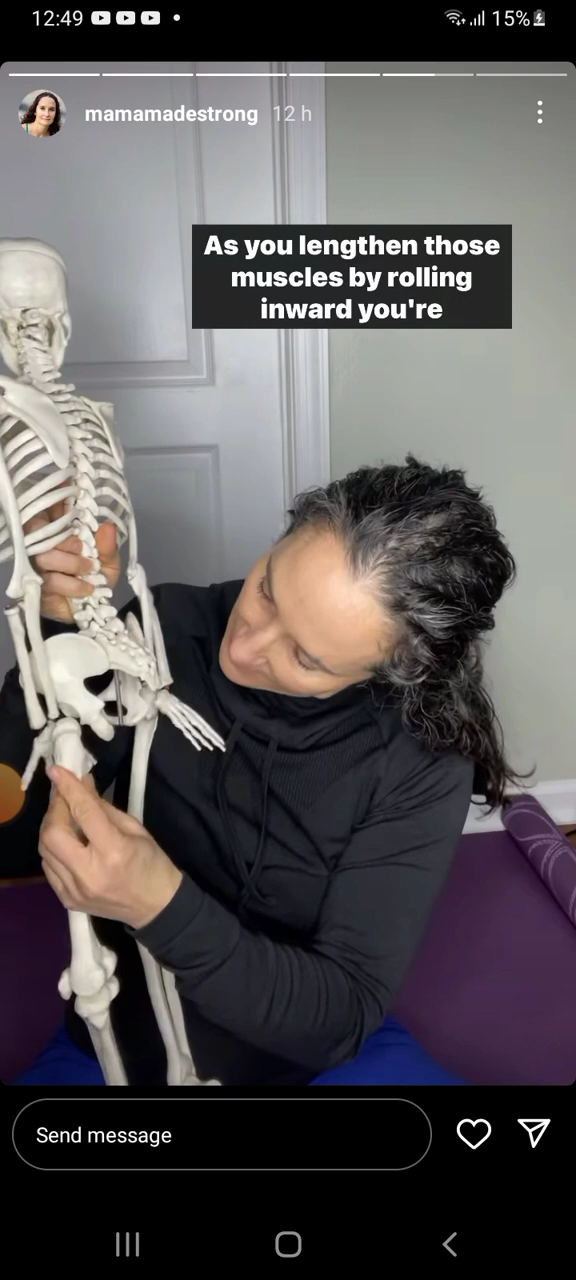 12:49
15%
mamamadestrong 12 h
As you lengthen those
muscles by rolling
inward you're
Send message